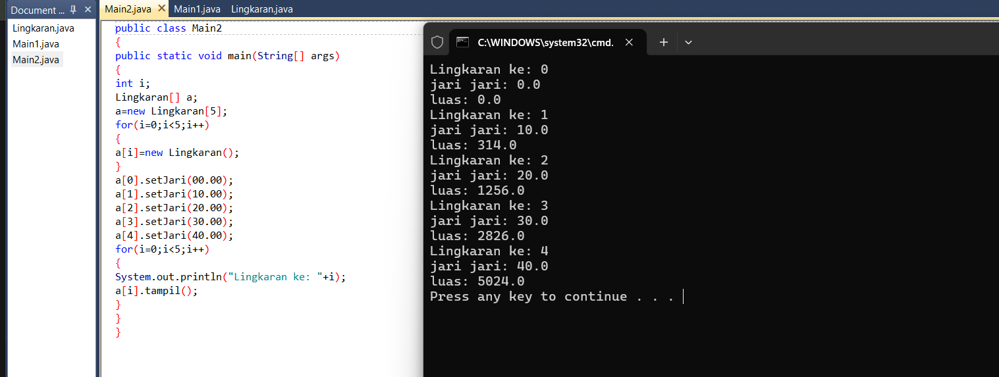 Document ...
Lingkaran.java
Main1.java
Main2.java
Main2.java Main1.java Lingkaran.java
public class Main2
{
public static void main(String[] args)
{
int i;
Lingkaran[] a;
a=new Lingkaran[5];
for(i=0;i<5;i++)
{
a[i]=new Lingkaran();
}
a[0].setJari(00.00);
a[1].setJari(10.00);
a[2].setJari(20.00);
a[3].setJari(30.00);
a[4].setJari(40.00);
for(i=0;i<5;i++)
{
System.out.println("Lingkaran ke: "+i);
a[i].tampil();
}
}
}
C:\WINDOWS\system32\cmd.
Lingkaran ke: 0
jari jari: 0.0
luas: 0.0
Lingkaran ke: 1
jari jari: 10.0
luas: 314.0
Lingkaran ke: 2
jari jari: 20.0
luas: 1256.0
Lingkaran ke: 3
jari jari: 30.0
luas: 2826.0
Lingkaran ke: 4
jari jari: 40.0
luas: 5024.0
Press any key to continue . . .